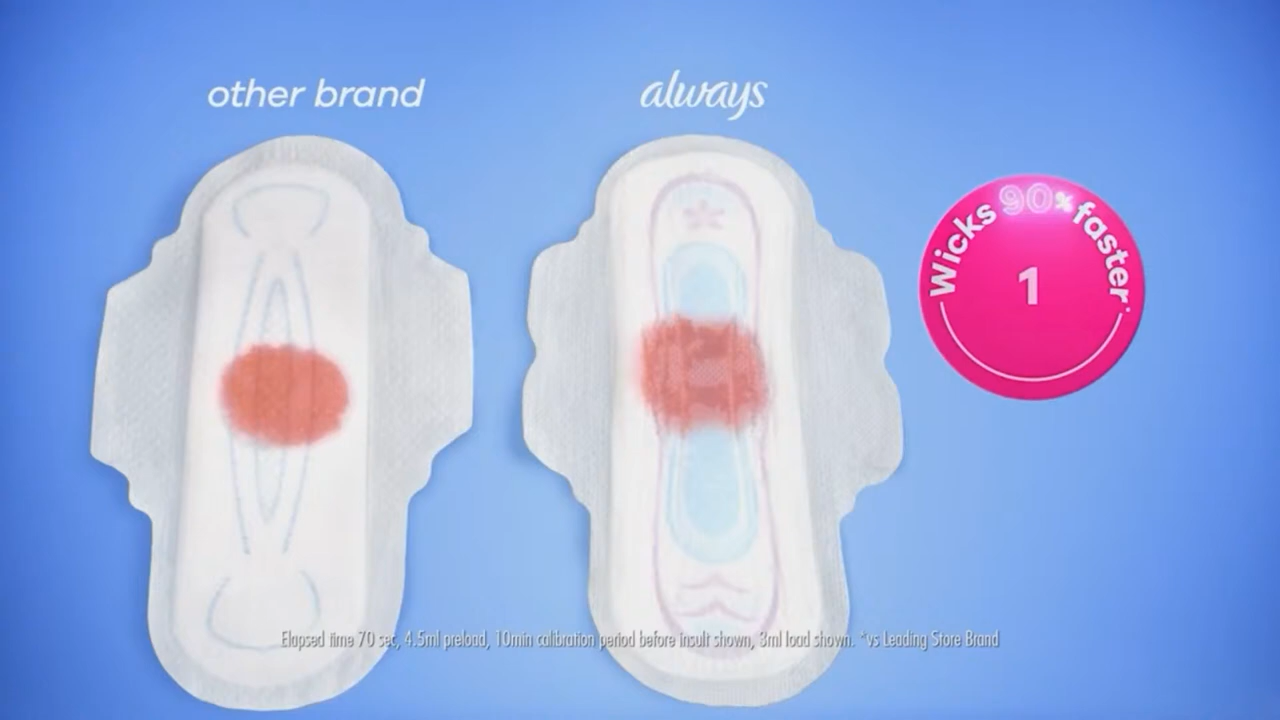 other brand
always
Wicks 90% faster*
1
Elapsed time 70 sec, 4.5ml preload, 10min calibration period before insult shown, 3ml load shown. *vs Leading Store Brand